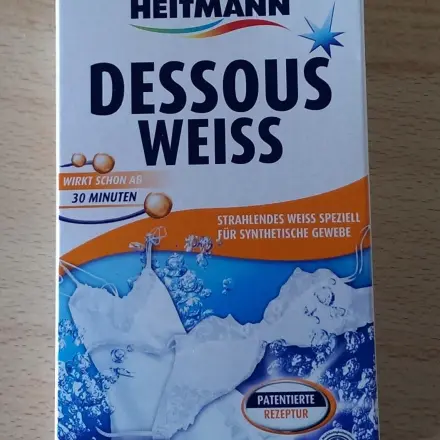 HEITMANN
DESSOUS
WEISS
WIRKT SCHON AB
30 MINUTEN
STRAHLENDES WEISS SPEZIELL
FÜR SYNTHETISCHE GEWEBE
PATENTIERTE
REZEPTUR